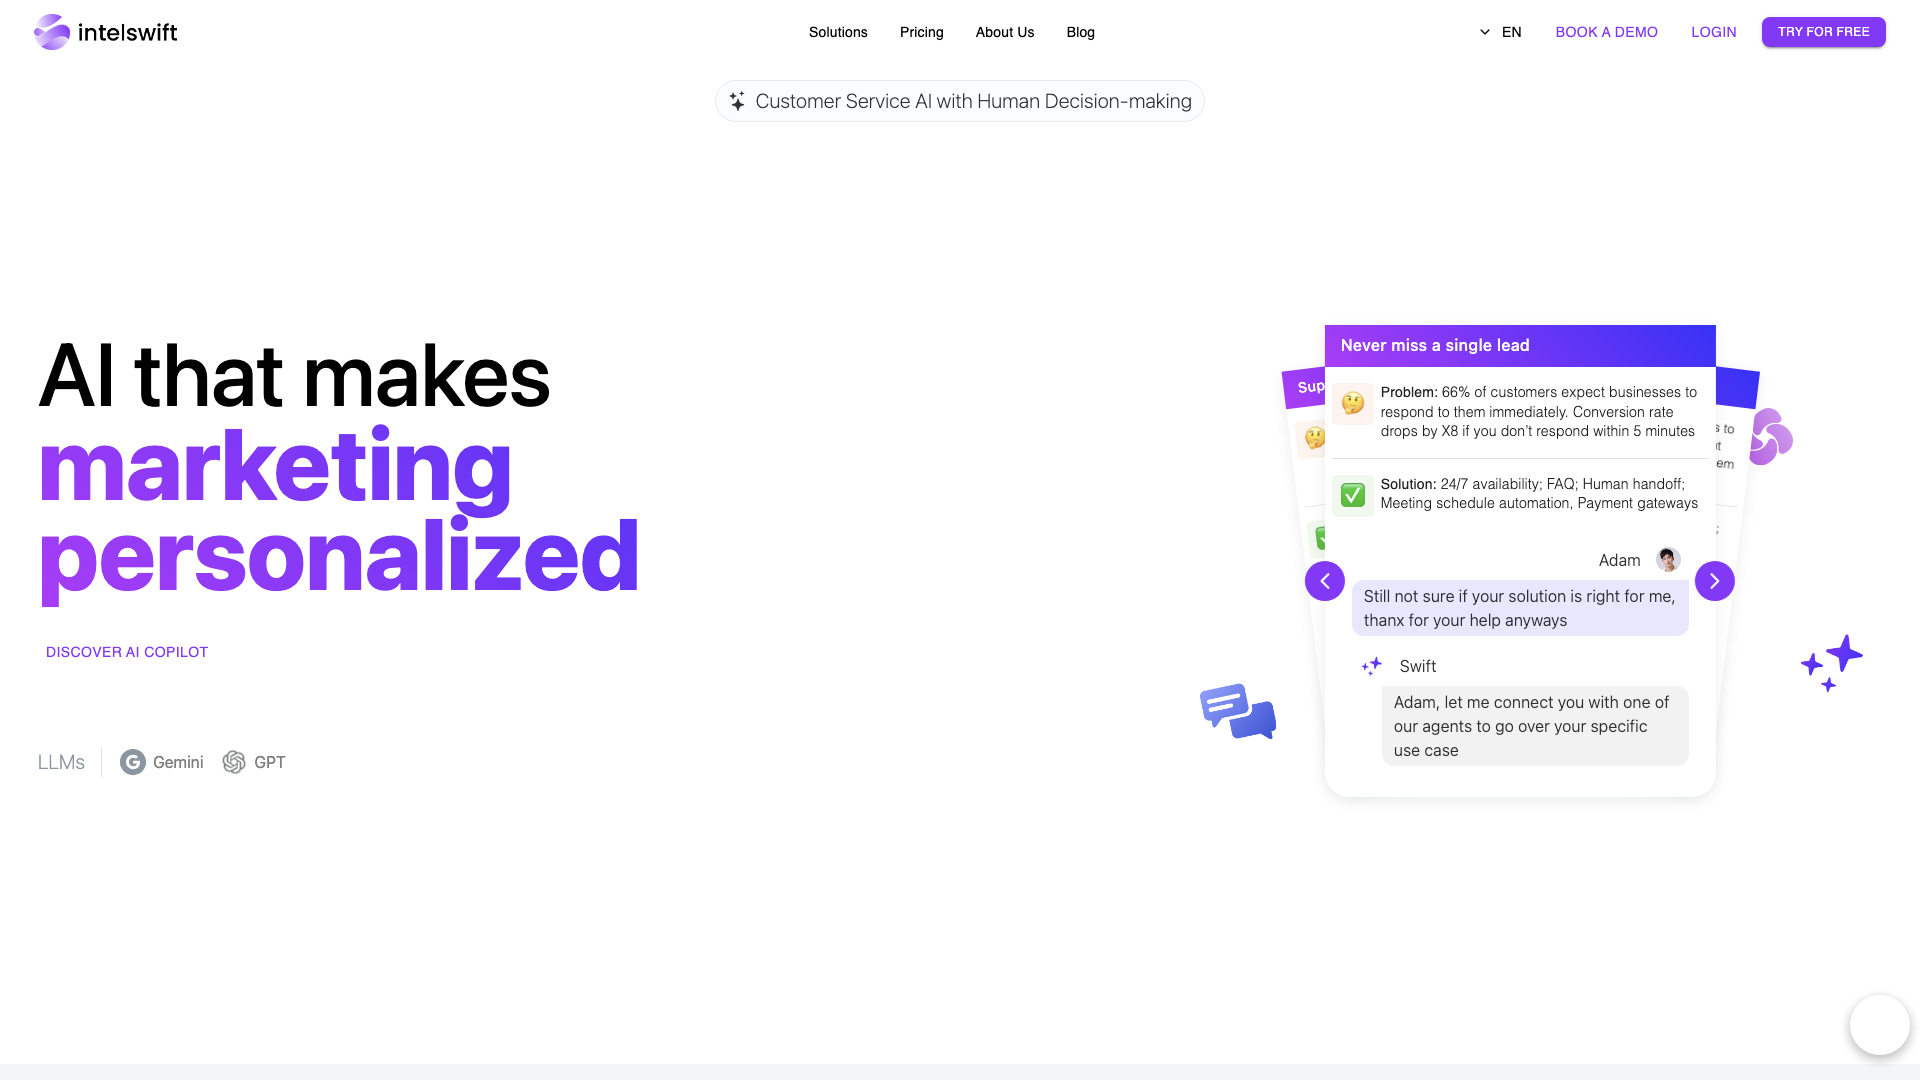 intelswift
Solutions
Pricing
About Us
Blog
EN
BOOK A DEMO
LOGIN
TRY FOR FREE
Customer Service AI with Human Decision-making
AI that makes
marketing
personalized
DISCOVER AI COPILOT
LLMs
Gemini
GPT
Never miss a single lead
Sup
Problem: 66% of customers expect businesses to
respond to them immediately. Conversion rate
drops by X8 if you don't respond within 5 minutes
Solution: 24/7 availability; FAQ; Human handoff;
Meeting schedule automation, Payment gateways
s to
t
em
Adam
Still not sure if your solution is right for me,
thanx for your help anyways
Swift
Adam, let me connect you with one of
our agents to go over your specific
use case